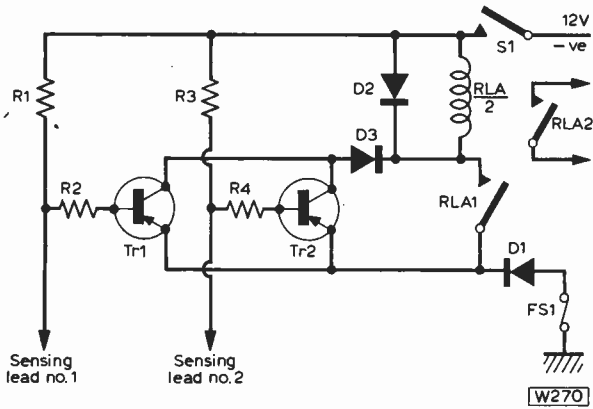 12V
-ve
S1
R1
R3
D2
RLA
2
RLA2
D3
R2
R4
RLA1
Tr1
Tr2
D1
FS1
Sensing
lead no.1
Sensing
lead no.2
W270